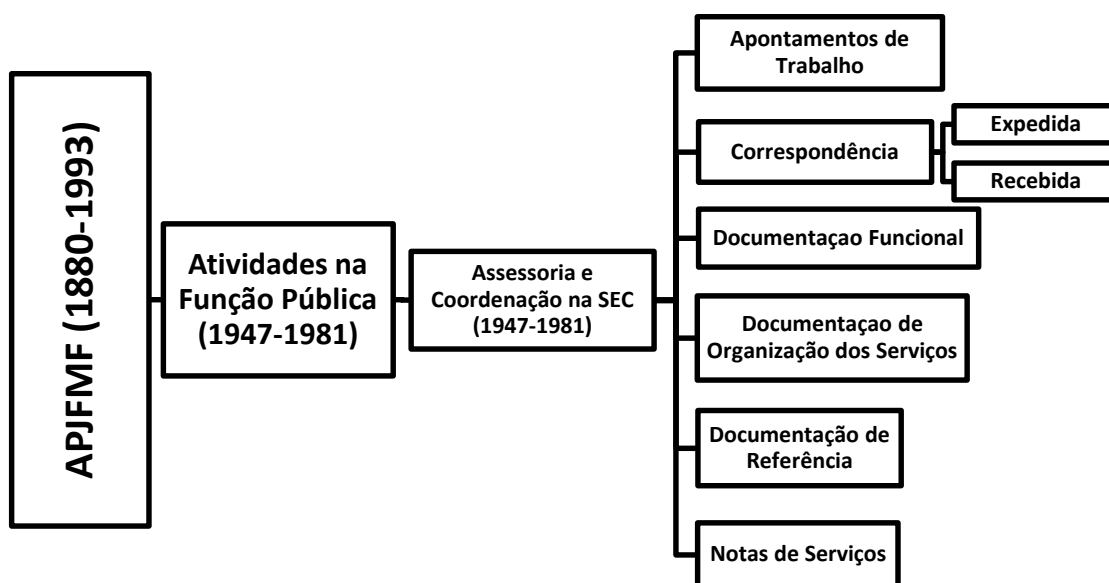 APJFMF (1880-1993)
Atividades na
Função Pública
(1947-1981)
Assessoria e
Coordenação na SEC
(1947-1981)
Apontamentos de
Trabalho
Correspondência
Expedida
Recebida
Documentaçao Funcional
Documentaçao de
Organização dos Serviços
Documentação de
Referência
Notas de Serviços